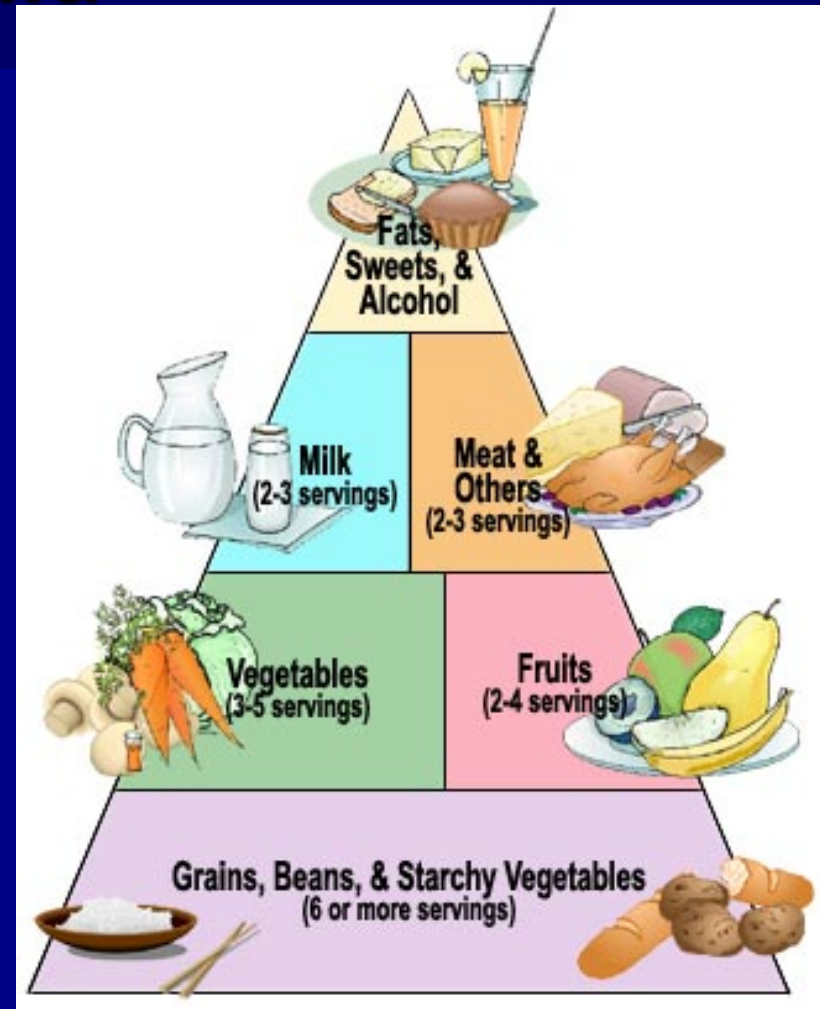 Fats,
Sweets, &
Alcohol
Milk
(2-3 servings)
Meat &
Others
(2-3 servings)
Vegetables
(3-5 servings)
Fruits
(2-4 servings)
Grains, Beans, & Starchy Vegetables
(6 or more servings)